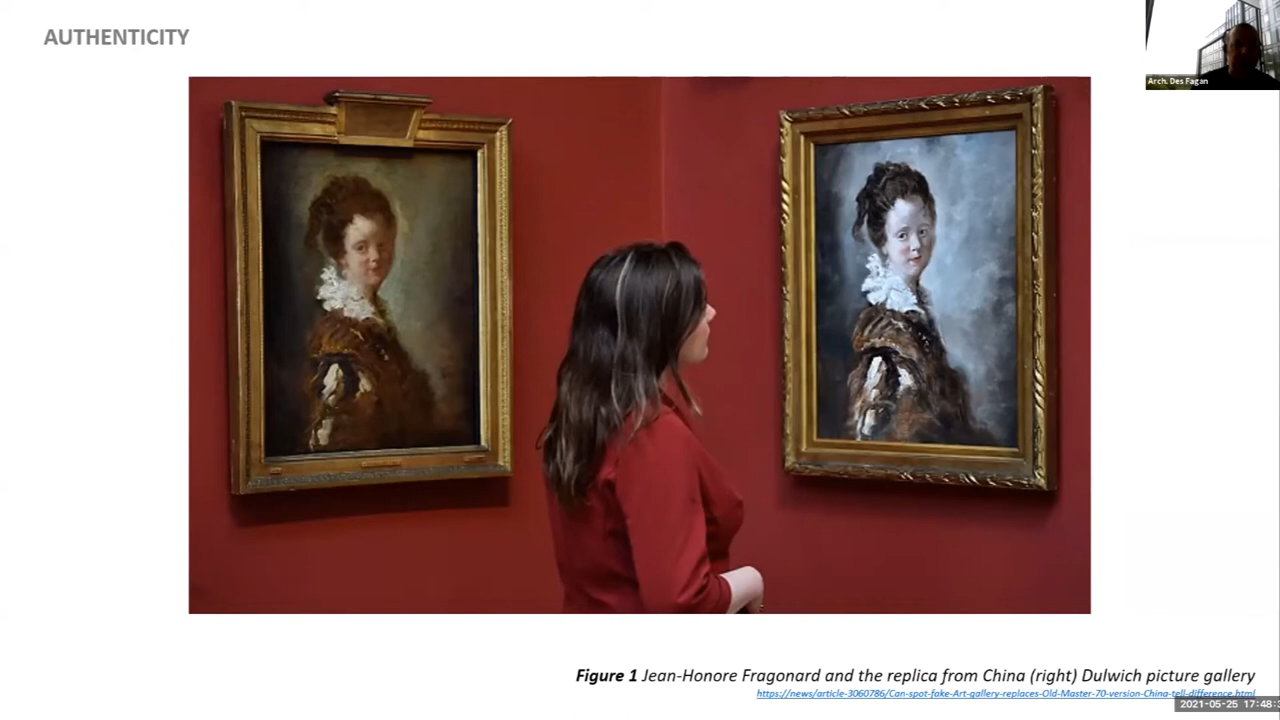 AUTHENTICITY
Arch. Des Fagan
Figure 1 Jean-Honore Fragonard and the replica from China (right) Dulwich picture gallery
https://news/article-3060786/Can-spot-fake-Art-gallery-replaces-Old-Master-70-version-China-tell-difference.html
2021-05-25 17:48: